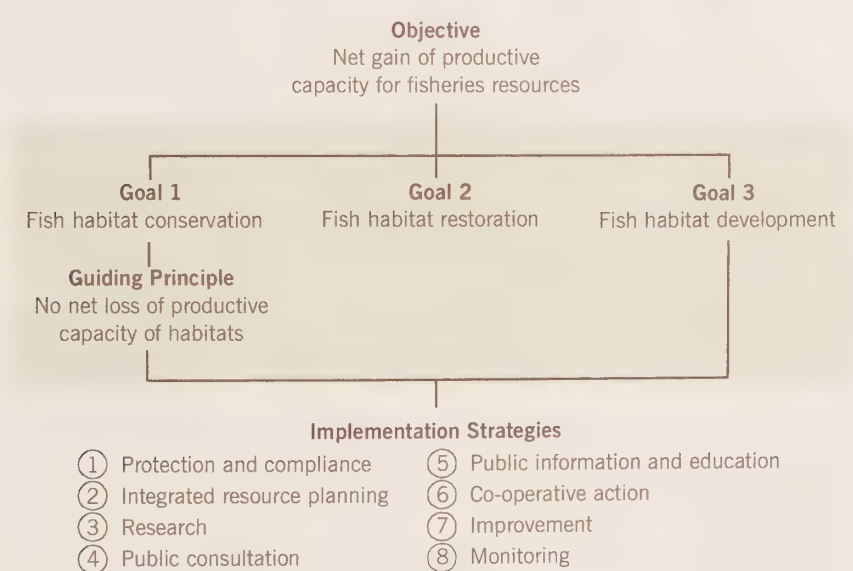 Objective
Net gain of productive
capacity for fisheries resources
Goal 1
Fish habitat conservation
Goal 2
Fish habitat restoration
Goal 3
Fish habitat development
Guiding Principle
No net loss of productive
capacity of habitats
Implementation Strategies
1 Protection and compliance
2 Integrated resource planning
3 Research
4 Public consultation
5 Public information and education
6 Co-operative action
7 Improvement
8 Monitoring